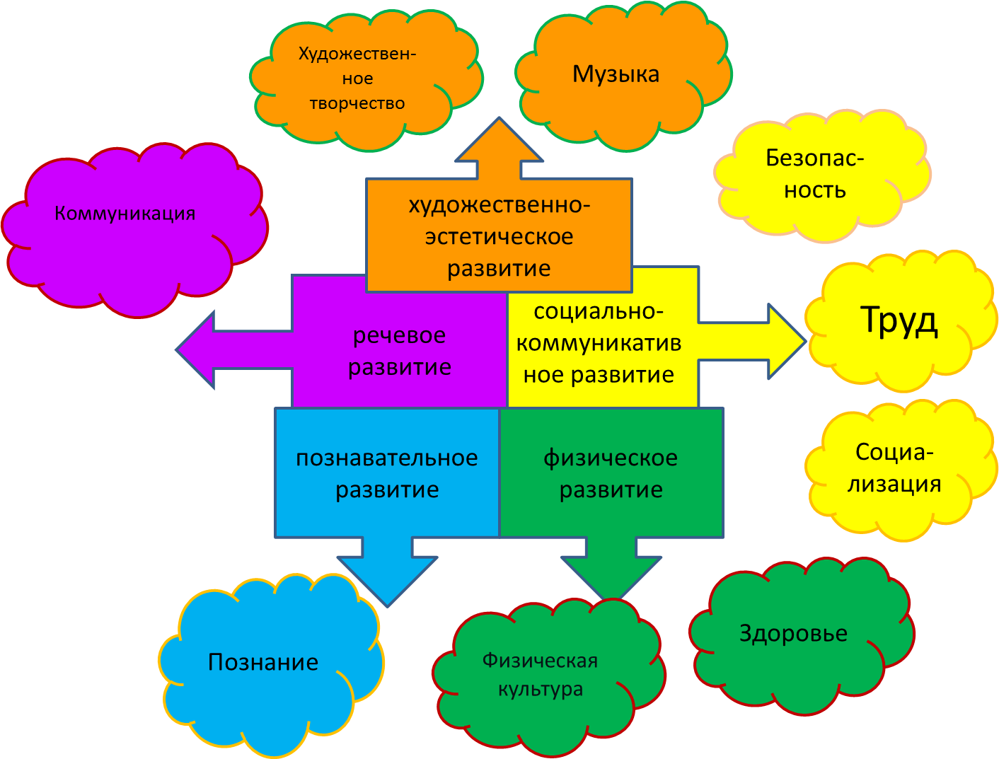 Художествен-
ное
творчество
Музыка
Безопас-
ность
Коммуникация
художественно-
эстетическое
развитие
речевое
развитие
социально-
коммуникатив
ное развитие
Труд
познавательное
развитие
физическое
развитие
Социа-
лизация
Познание
Физическая
культура
Здоровье